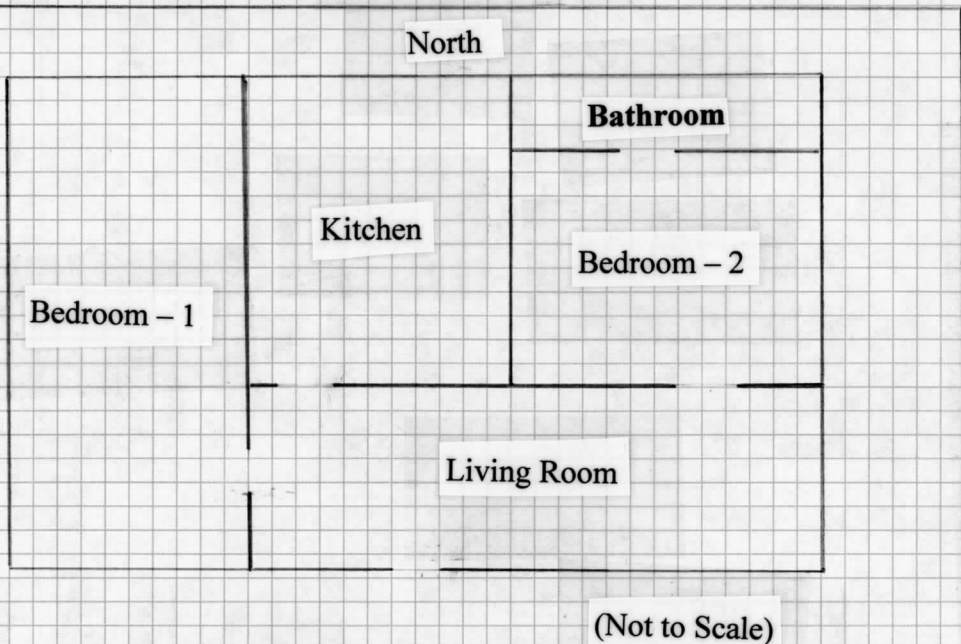 North
Bathroom
Kitchen
Bedroom – 2
Bedroom – 1
Living Room
(Not to Scale)